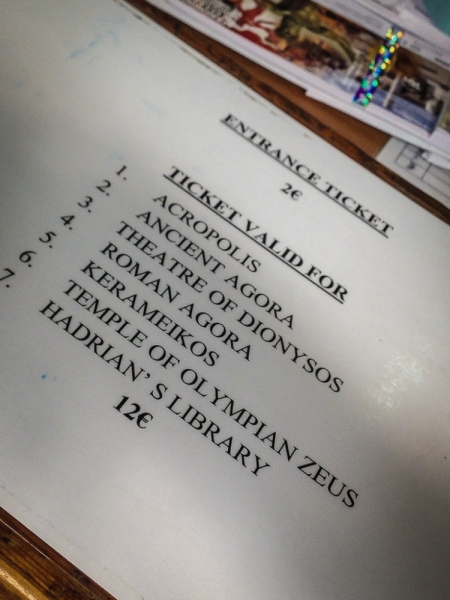 ENTRANCE TICKET
2€
TICKET VALID FOR
1. ACROPOLIS
2. ANCIENT AGORA
3. THEATRE OF DIONYSOS
4. ROMAN AGORA
5. KERAMEIKOS
6. TEMPLE OF OLYMPIAN ZEUS
7. HADRIAN' S LIBRARY
12€